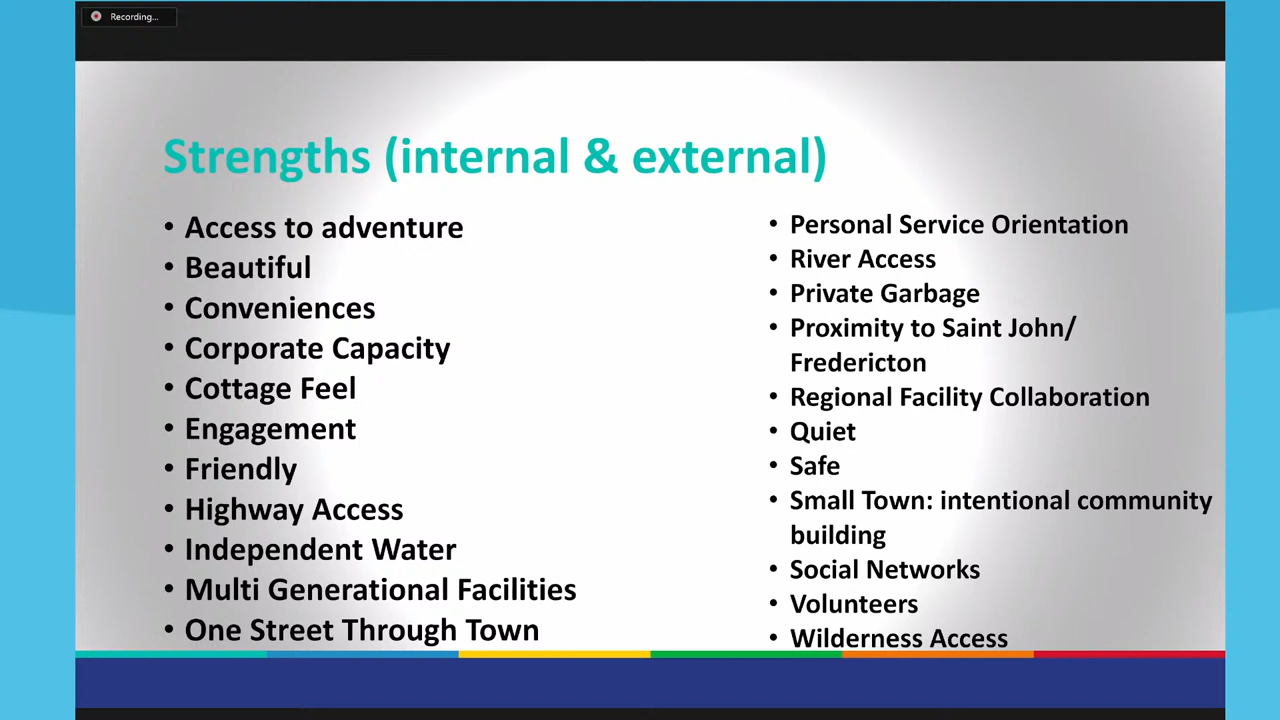 Recording...
Strengths (internal & external)
• Access to adventure
• Beautiful
• Conveniences
• Corporate Capacity
• Cottage Feel
• Engagement
• Friendly
• Highway Access
• Independent Water
• Multi Generational Facilities
• One Street Through Town
• Personal Service Orientation
• River Access
• Private Garbage
• Proximity to Saint John/
Fredericton
• Regional Facility Collaboration
• Quiet
• Safe
• Small Town: intentional community
building
• Social Networks
• Volunteers
• Wilderness Access